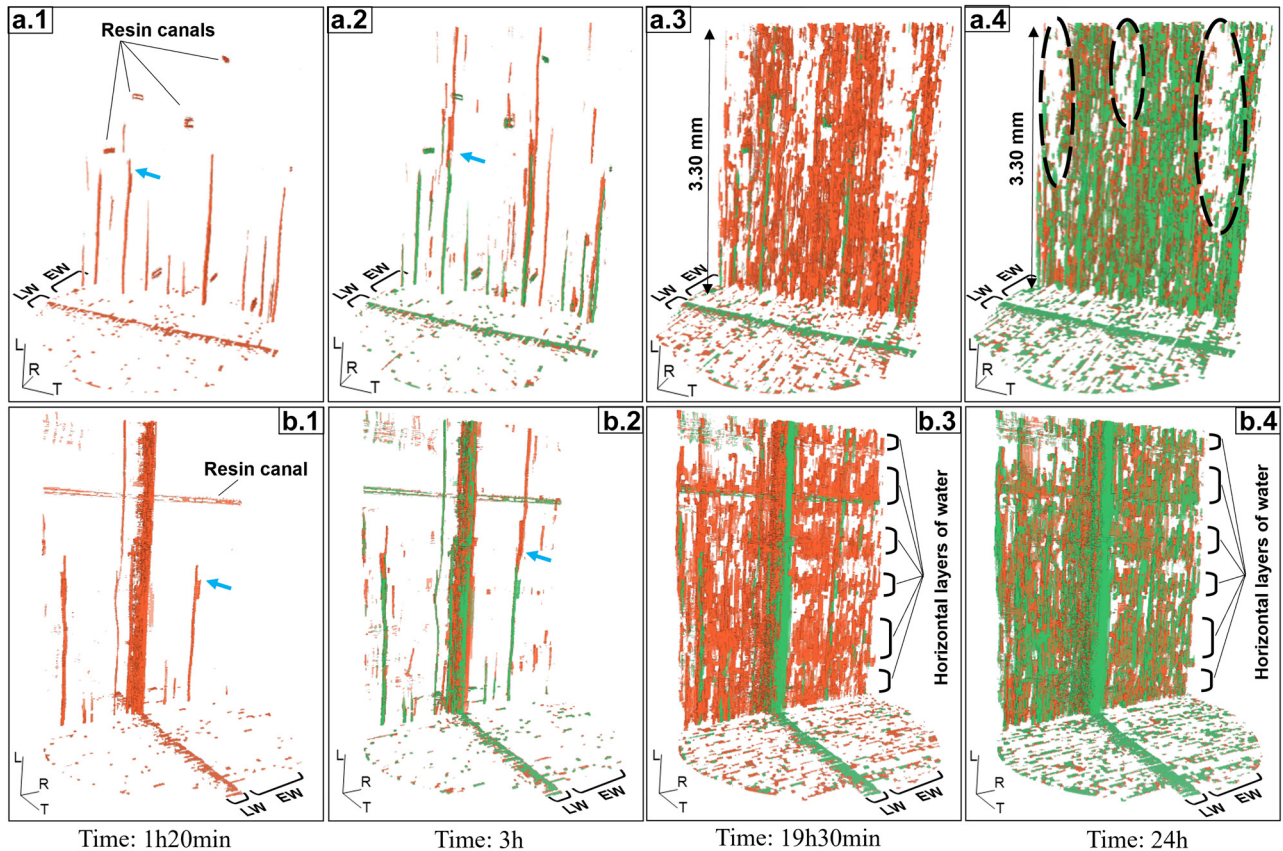 a.1
Resin canals
EW
LW
L
R
T
a.2
EW
LW
L
R
T
a.3
3.30 mm
EW
LW
L
R
T
a.4
3.30 mm
EW
LW
L
R
T
b.1
Resin canal
L
R
T
LW
EW
b.2
L
R
T
LW
EW
b.3
Horizontal layers of water
L
R
T
LW
EW
b.4
Horizontal layers of water
L
R
T
LW
EW
Time: 1h20min
Time: 3h
Time: 19h30min
Time: 24h